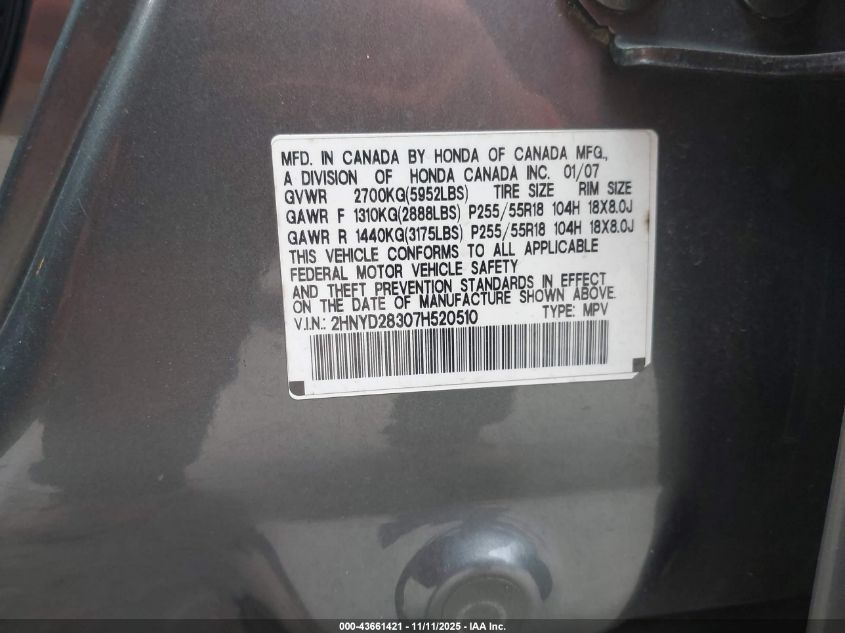 MFD. IN CANADA BY HONDA OF CANADA MFG.,
A DIVISION OF HONDA CANADA INC. 01/07
GVWR 2700KG(5952LBS) TIRE SIZE RIM SIZE
GAWR F 1310KG(2888LBS) P255/55R18 104H 18X8.0J
GAWR R 1440KG(3175LBS) P255/55R18 104H 18X8.0J
THIS VEHICLE CONFORMS TO ALL APPLICABLE
FEDERAL MOTOR VEHICLE SAFETY
AND THEFT PREVENTION STANDARDS IN EFFECT
ON THE DATE OF MANUFACTURE SHOWN ABOVE.
V.I.N.: 2HNYD28307H520510 TYPE: MPV
000-43661421 - 11/11/2025 - IAA Inc.